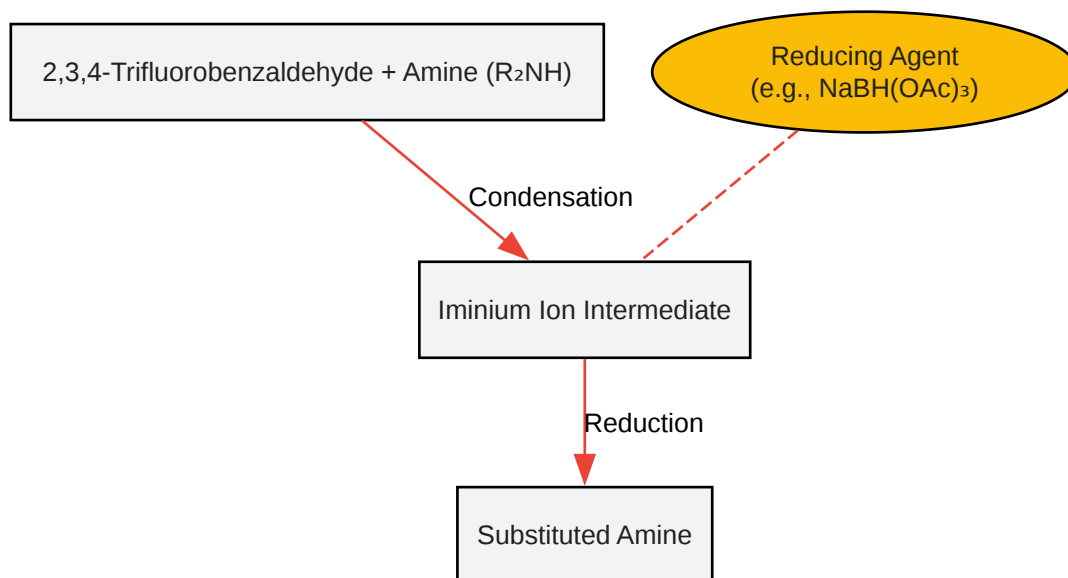 2,3,4-Trifluorobenzaldehyde + Amine (R₂NH)
Reducing Agent
(e.g., NaBH(OAc)₃)
Condensation
Iminium Ion Intermediate
Reduction
Substituted Amine